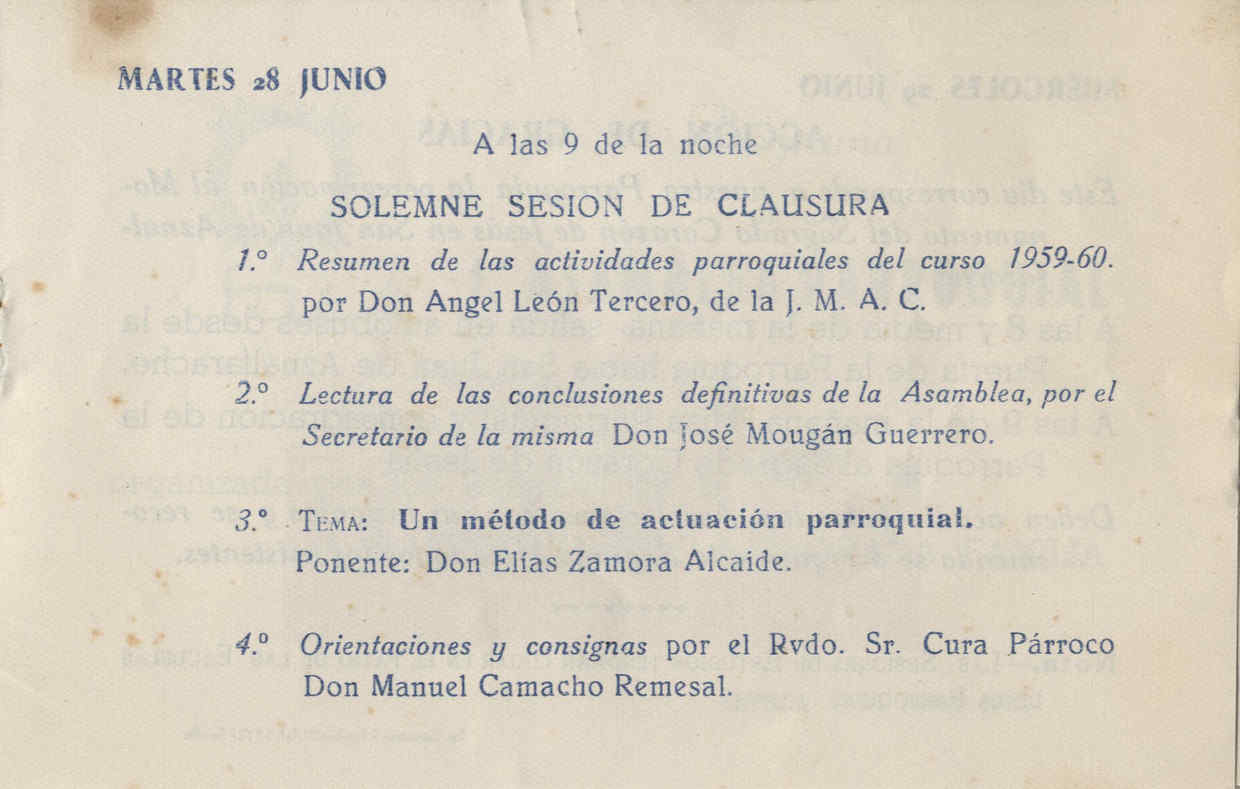 MARTES 28 JUNIO
A las 9 de la noche
SOLEMNE SESION DE CLAUSURA
1.º Resumen de las actividades parroquiales del curso 1959-60.
por Don Angel León Tercero, de la J. M. A. C.
2.º Lectura de las conclusiones definitivas de la Asamblea, por el
Secretario de la misma Don José Mougán Guerrero.
3.º TEMA: Un método de actuación parroquial.
Ponente: Don Elías Zamora Alcaide.
4.º Orientaciones y consignas por el Rvdo. Sr. Cura Párroco
Don Manuel Camacho Remesal.